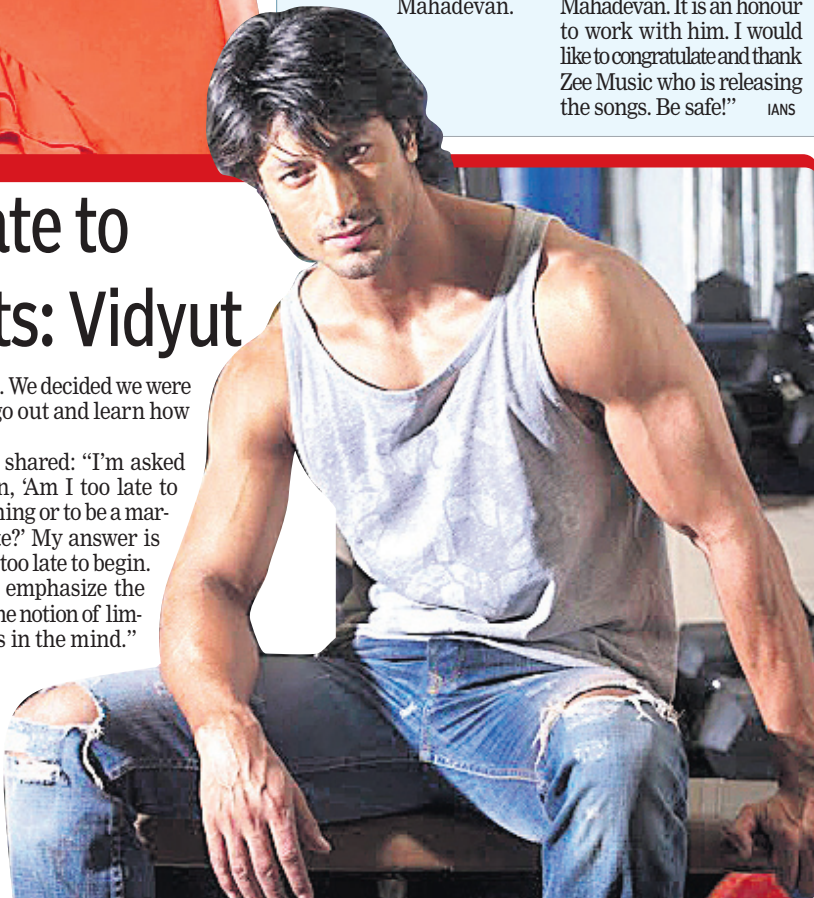 Mahadevan.
Mahadevan. It is an honour
to work with him. I would
like to congratulate and thank
Zee Music who is releasing
the songs. Be safe!” IANS
ate to
ts: Vidyut
. We decided we were
go out and learn how
shared: “I’m asked
n, ‘Am I too late to
ning or to be a mar-
te?’ My answer is
too late to begin.
emphasize the
he notion of lim-
s in the mind.”